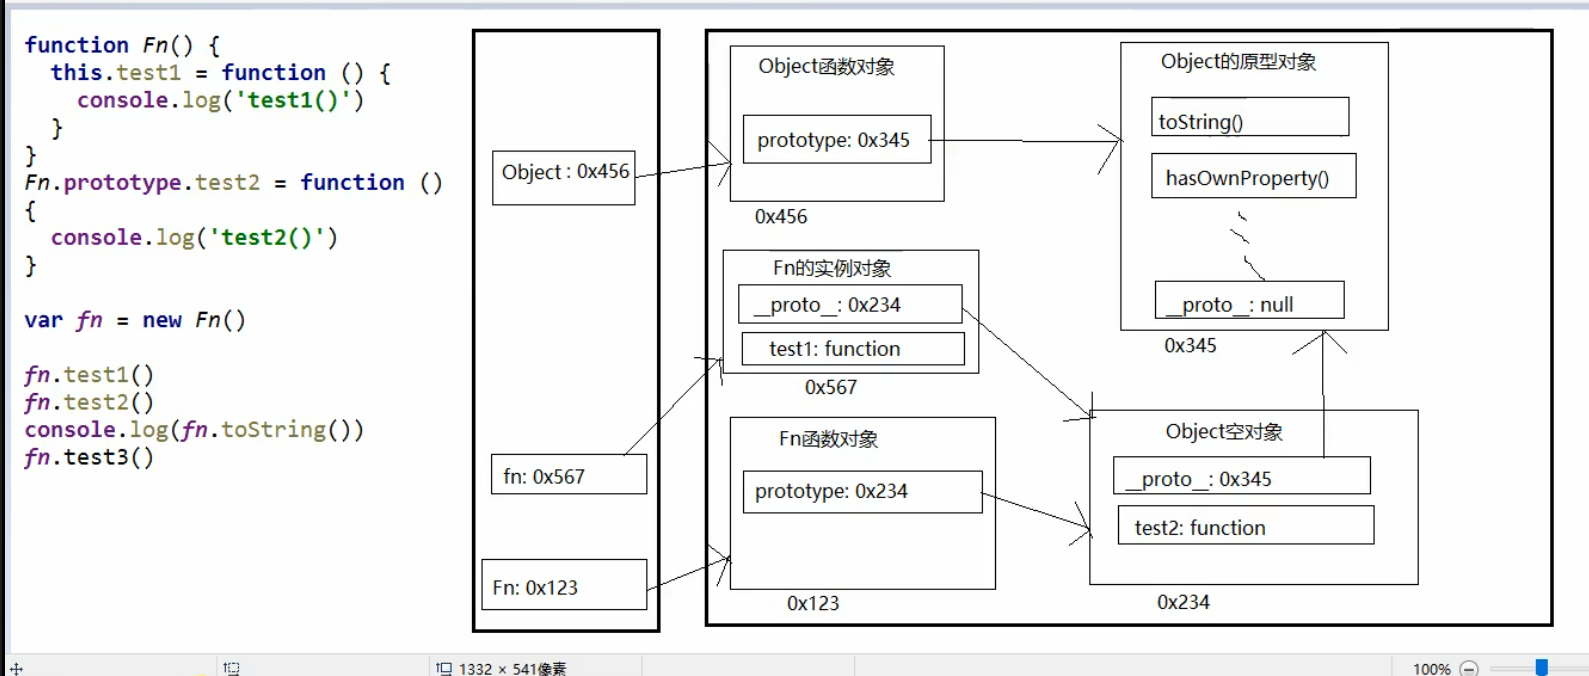 function Fn() {
this.test1 = function () {
console.log('test1()')
}
}
Fn.prototype.test2 = function ()
{
console.log('test2()')
}
var fn = new Fn()
fn.test1()
fn.test2()
console.log(fn.toString())
fn.test3()
Object : 0x456
fn: 0x567
Fn: 0x123
Object函数对象
prototype: 0x345
0x456
Fn的实例对象
__proto__: 0x234
test1: function
0x567
Fn函数对象
prototype: 0x234
0x123
Object的原型对象
toString()
hasOwnProperty()
__proto__: null
0x345
Object空对象
__proto__: 0x345
test2: function
0x234
1332 × 541像素
100%